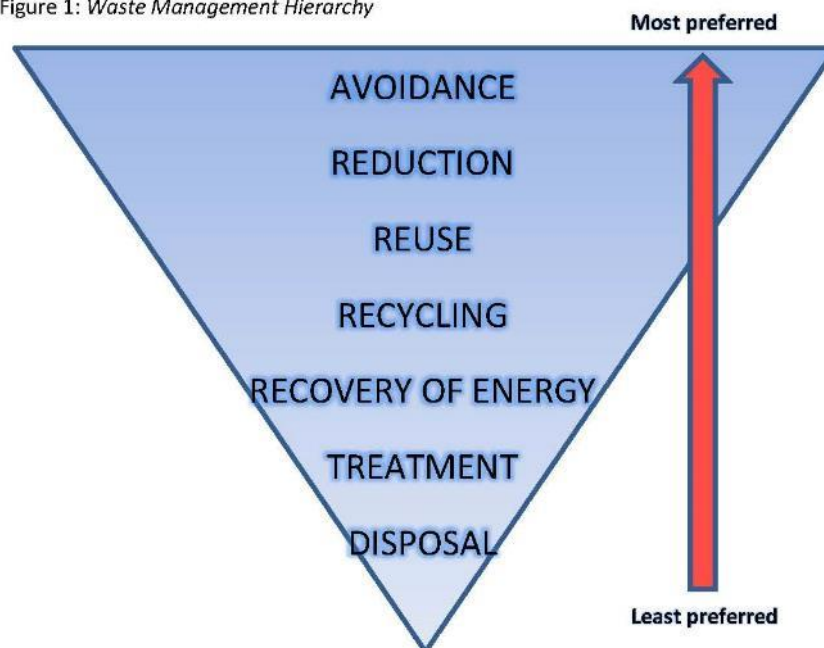 Figure 1: Waste Management Hierarchy
Most preferred
AVOIDANCE
REDUCTION
REUSE
RECYCLING
RECOVERY OF ENERGY
TREATMENT
DISPOSAL
Least preferred